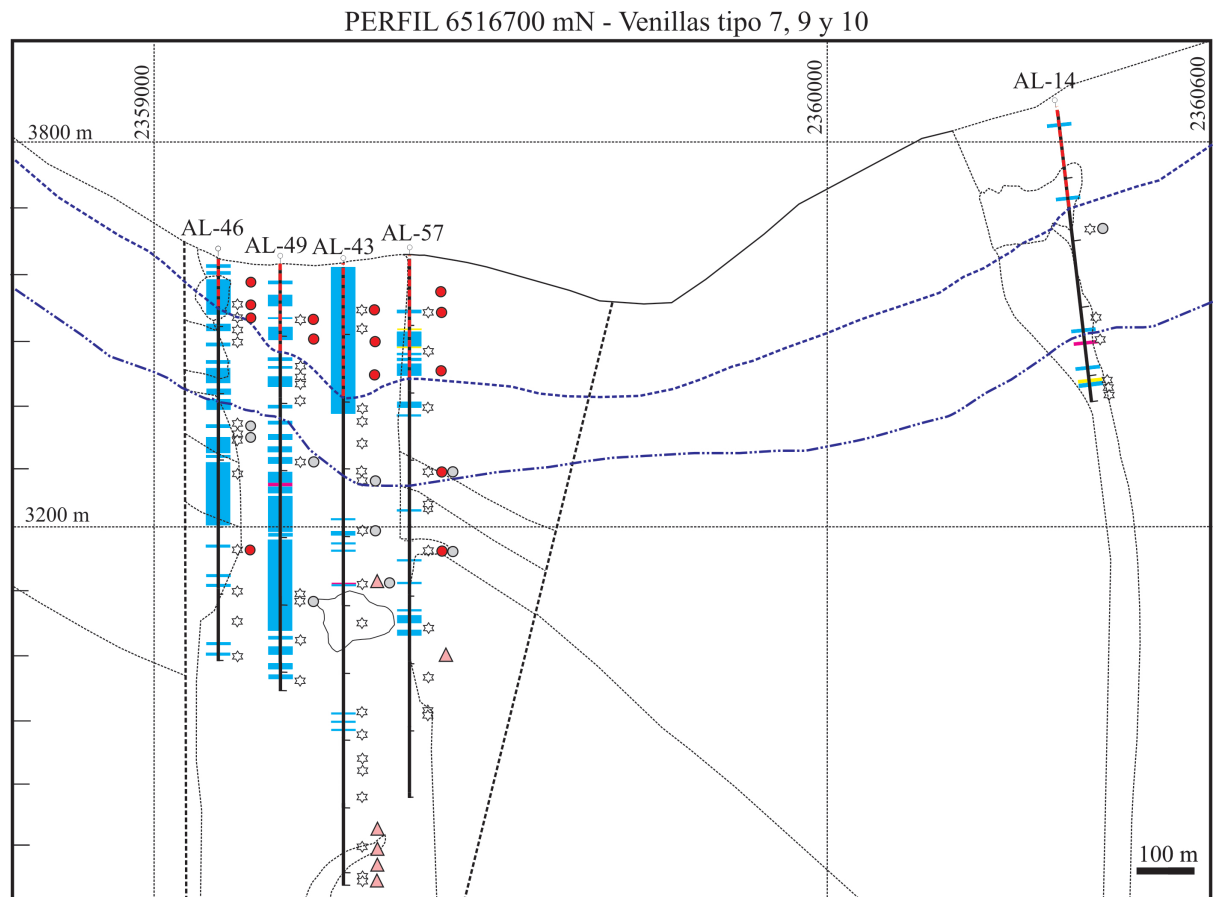 PERFIL 6516700 mN - Venillas tipo 7, 9 y 10
2359000
2360000
2360600
AL-14
3800 m
AL-46
AL-49
AL-43
AL-57
3200 m
100 m